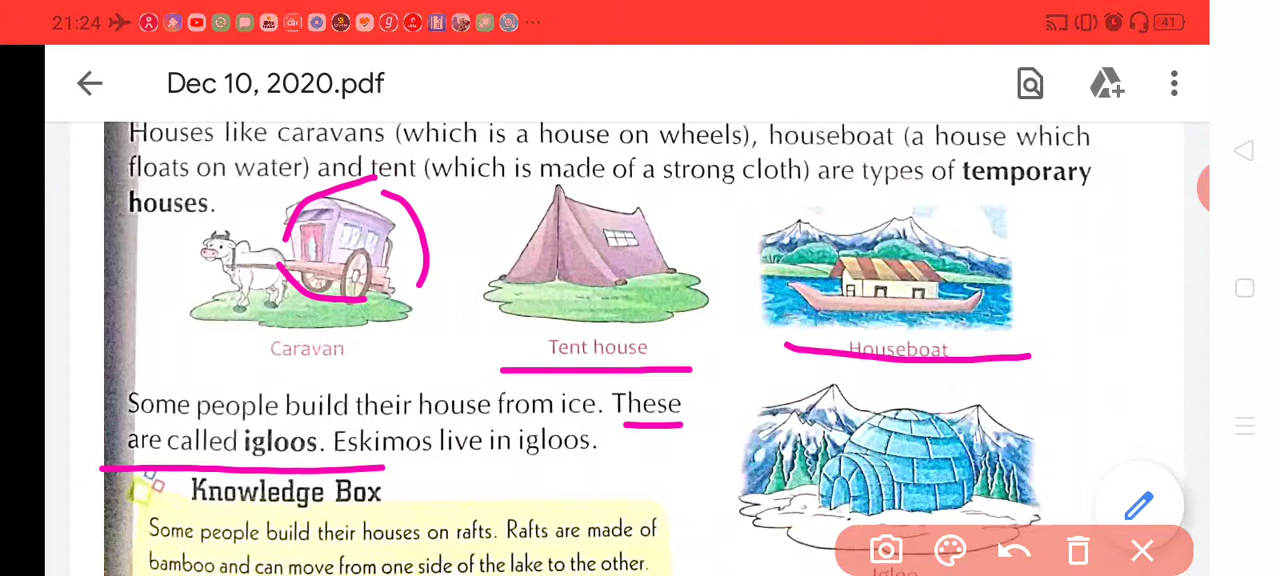 21:24
41
Dec 10, 2020.pdf
Houses like caravans (which is a house on wheels), houseboat (a house which
floats on water) and tent (which is made of a strong cloth) are types of temporary
houses.
Caravan
Tent house
Houseboat
Some people build their house from ice. These
are called igloos. Eskimos live in igloos.
Knowledge Box
Some people build their houses on rafts. Rafts are made of
bamboo and can move from one side of the lake to the other.
Igloo